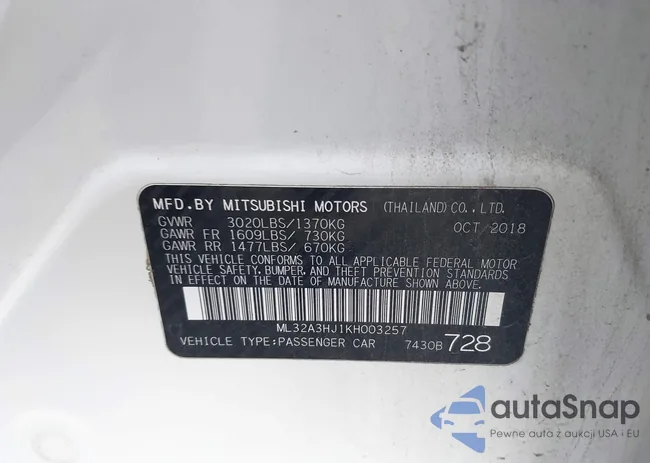 MFD.BY MITSUBISHI MOTORS (THAILAND) CO., LTD.
GVWR 3020LBS/1370KG OCT 2018
GAWR FR 1609LBS/ 730KG
GAWR RR 1477LBS/ 670KG
THIS VEHICLE CONFORMS TO ALL APPLICABLE FEDERAL MOTOR
VEHICLE SAFETY, BUMPER, AND THEFT PREVENTION STANDARDS
IN EFFECT ON THE DATE OF MANUFACTURE SHOWN ABOVE.
ML32A3HJ1KH003257
VEHICLE TYPE:PASSENGER CAR 7430B 728
autaSnap
Pewne auta z aukcji USA i EU